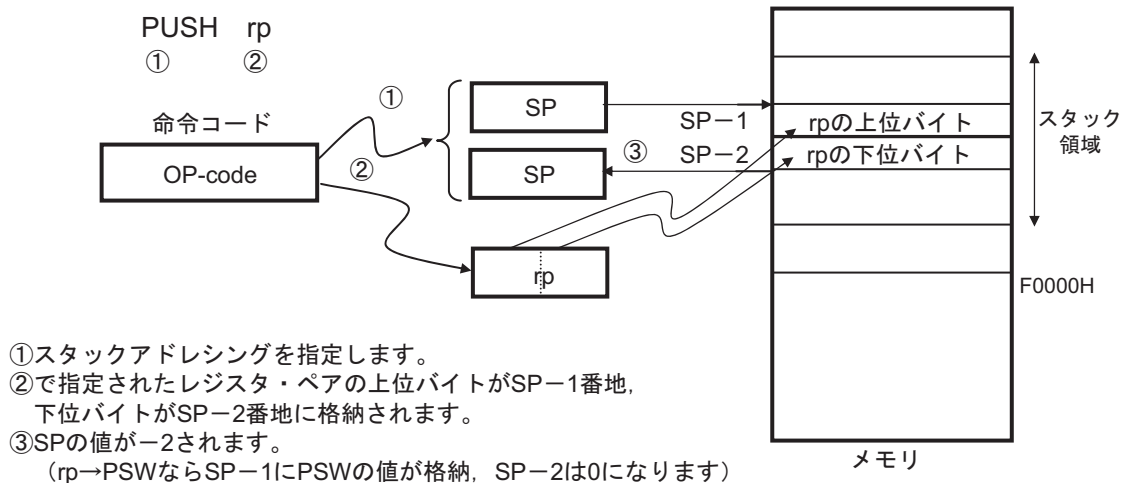 PUSH rp
① ②
命令コード
OP-code
①
②
SP
SP
③
rp
SP－1
SP－2
rpの上位バイト
rpの下位バイト
スタック
領域
F0000H
メモリ
①スタックアドレシングを指定します。
②で指定されたレジスタ・ペアの上位バイトがSP－1番地,
下位バイトがSP－2番地に格納されます。
③SPの値が－2されます。
（rp→PSWならSP－1にPSWの値が格納, SP－2は0になります）